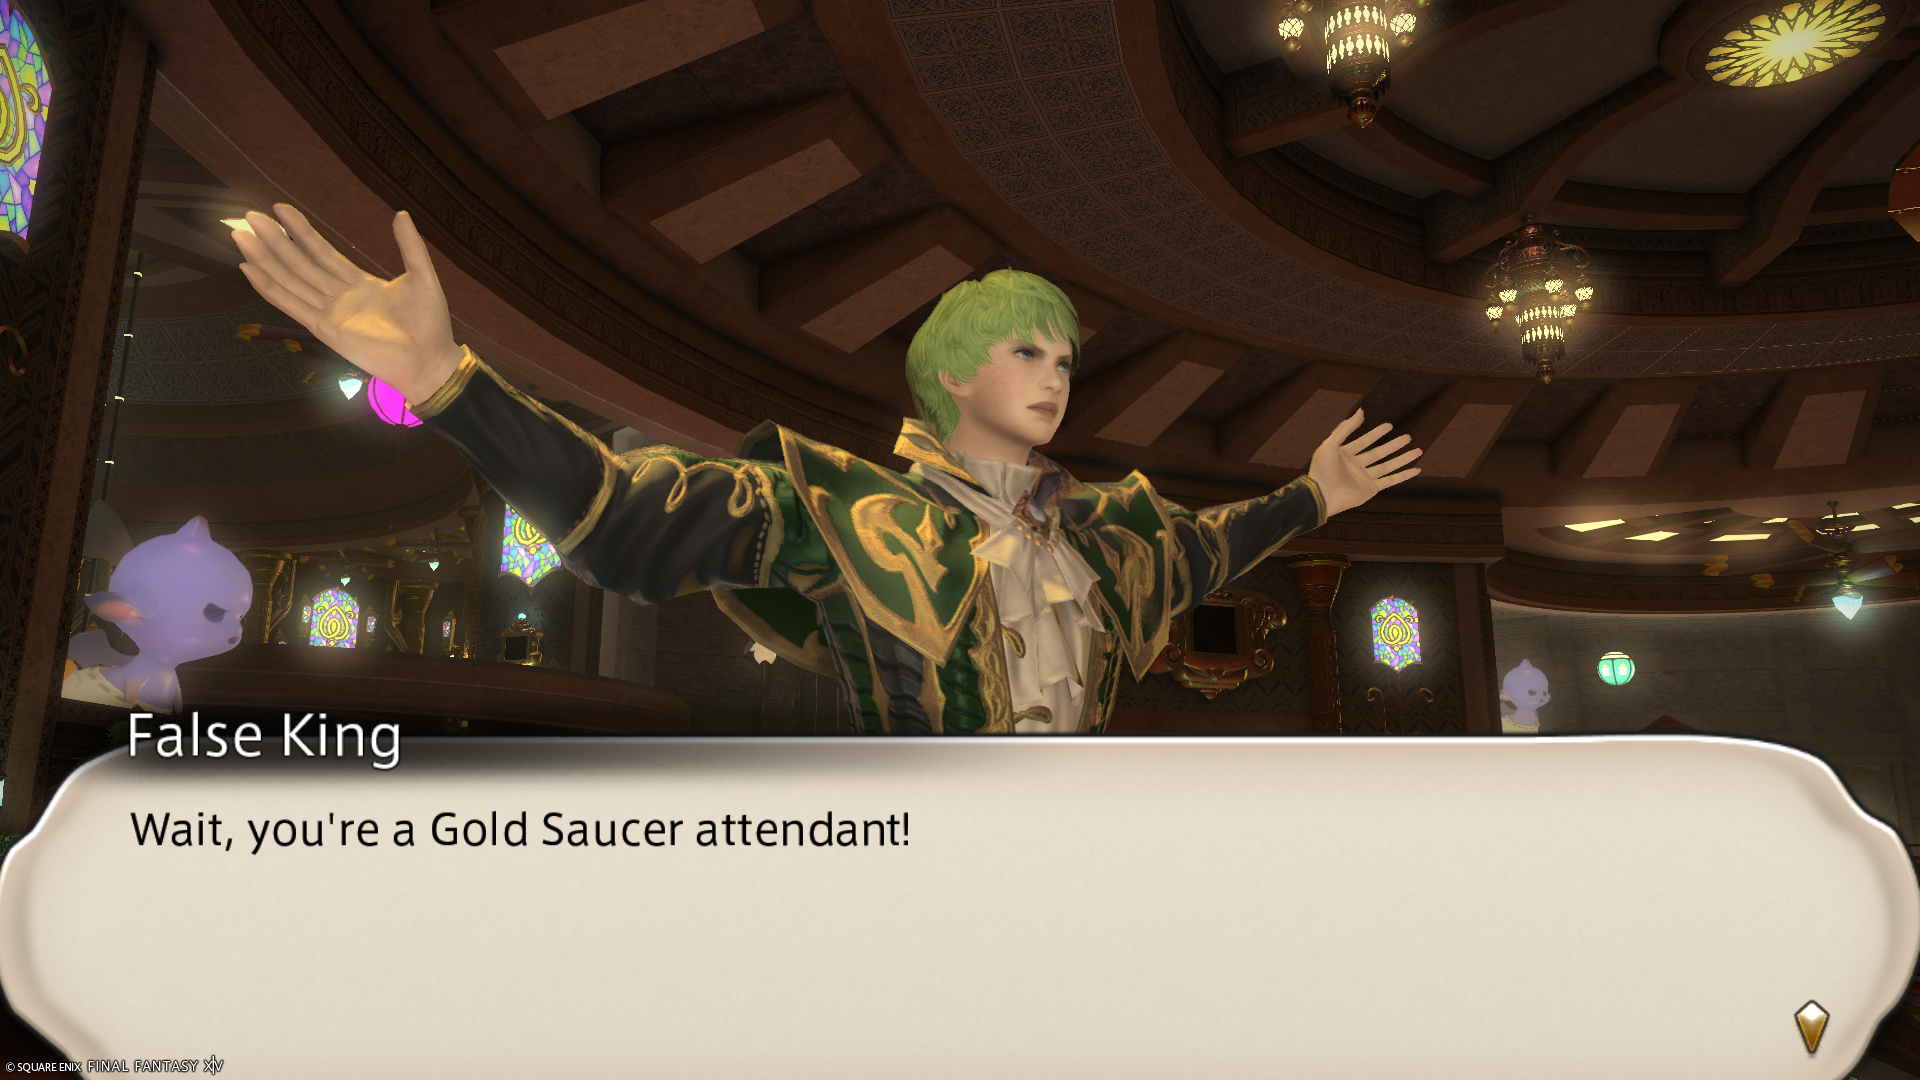 False King
Wait, you're a Gold Saucer attendant!
© SQUARE ENIX FINAL FANTASY XIV